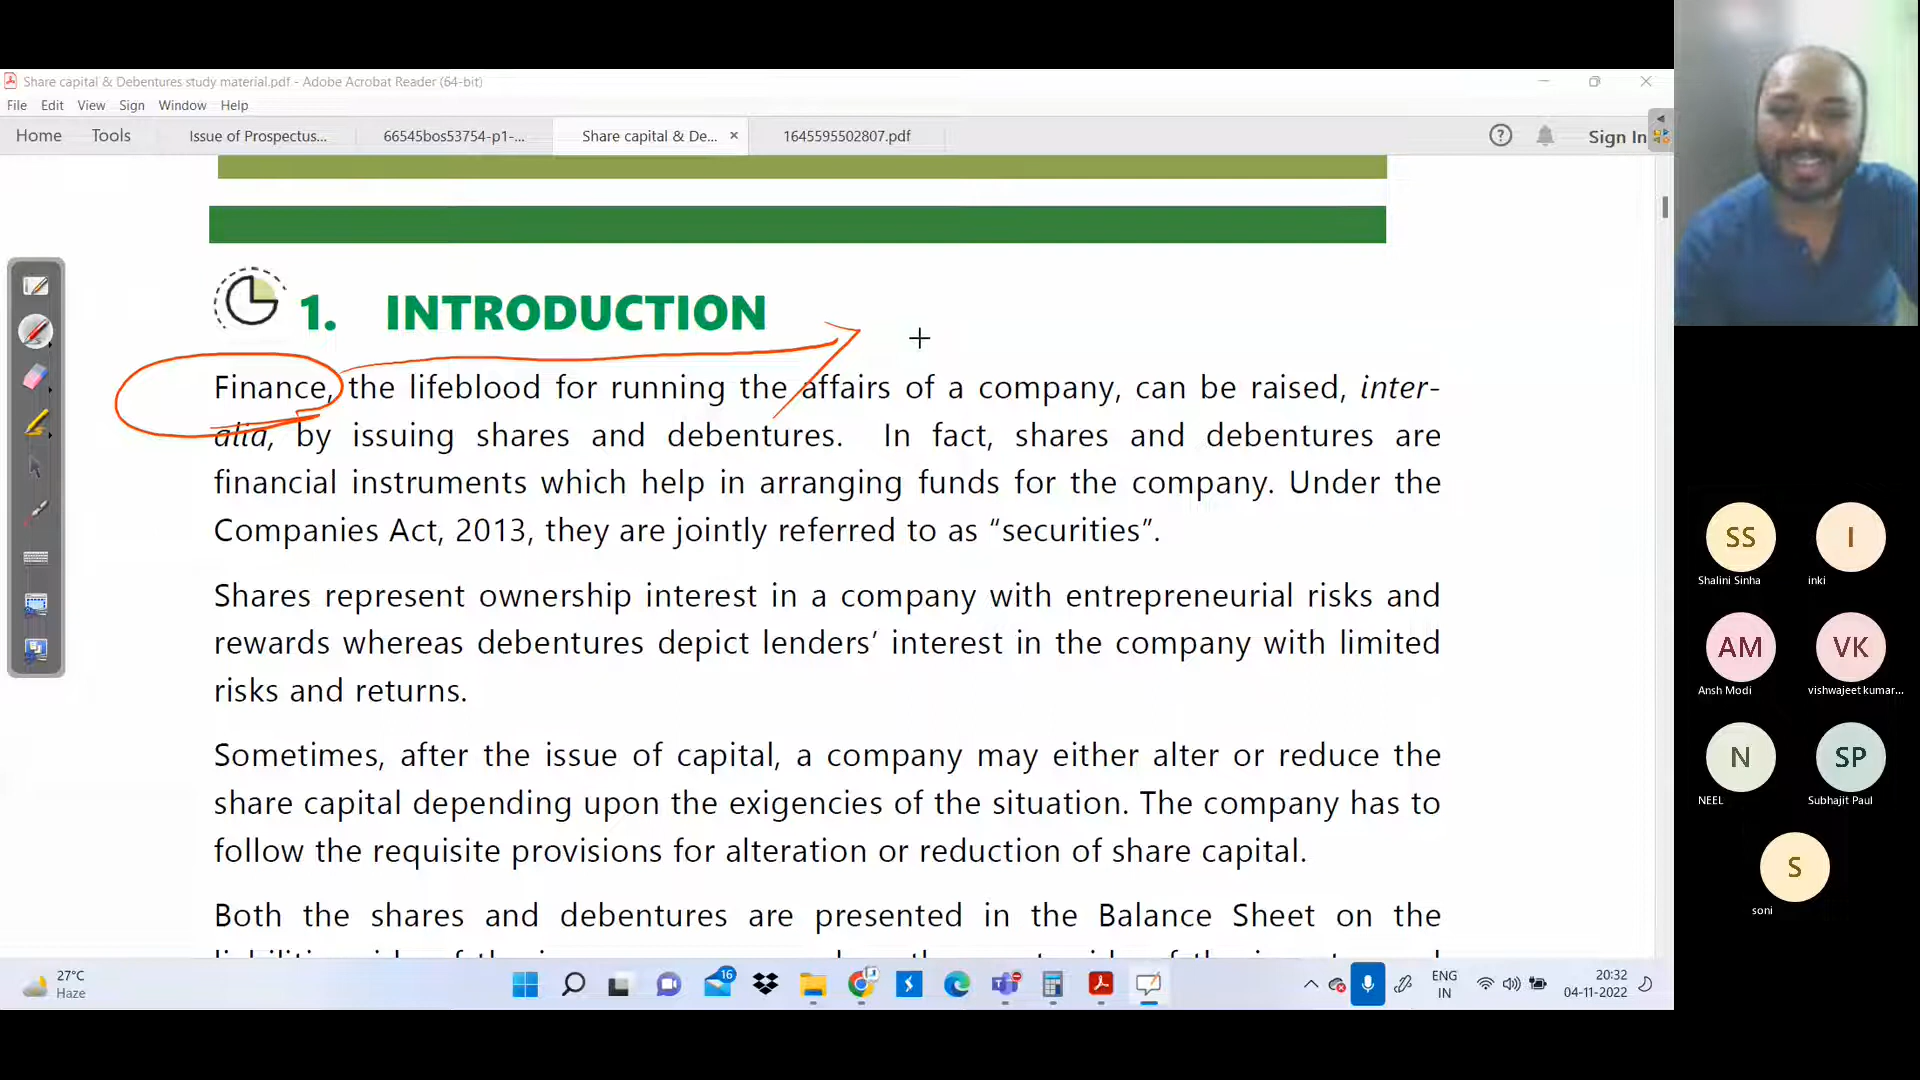 Share capital & Debentures study material.pdf - Adobe Acrobat Reader (64-bit)
File Edit View Sign Window Help
Home Tools Issue of Prospectus... 66545bos53754-p1-... Share capital & De... × 1645595502807.pdf Sign In
1. INTRODUCTION
Finance, the lifeblood for running the affairs of a company, can be raised, inter-
alia, by issuing shares and debentures. In fact, shares and debentures are
financial instruments which help in arranging funds for the company. Under the
Companies Act, 2013, they are jointly referred to as “securities”.
Shares represent ownership interest in a company with entrepreneurial risks and
rewards whereas debentures depict lenders’ interest in the company with limited
risks and returns.
Sometimes, after the issue of capital, a company may either alter or reduce the
share capital depending upon the exigencies of the situation. The company has to
follow the requisite provisions for alteration or reduction of share capital.
Both the shares and debentures are presented in the Balance Sheet on the
SS I
Shalini Sinha inki
AM VK
Ansh Modi vishwajeet kumar...
N SP
NEEL Subhajit Paul
S
soni
27°C
Haze
16
ENG
IN
20:32
04-11-2022